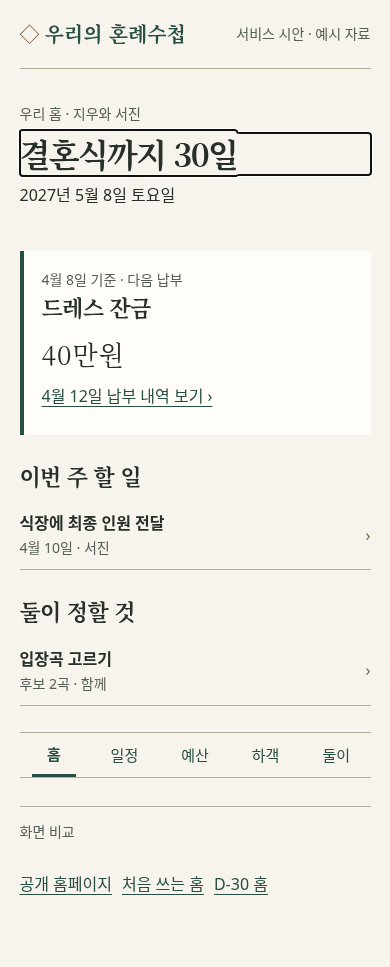 우리의 혼례수첩
서비스 시안 · 예시 자료
우리 홈 · 지우와 서진
결혼식까지 30일
2027년 5월 8일 토요일
4월 8일 기준 · 다음 납부
드레스 잔금
40만원
4월 12일 납부 내역 보기 ›
이번 주 할 일
식장에 최종 인원 전달
4월 10일 · 서진
›
둘이 정할 것
입장곡 고르기
후보 2곡 · 함께
›
홈 일정 예산 하객 둘이
화면 비교
공개 홈페이지 처음 쓰는 홈 D-30 홈